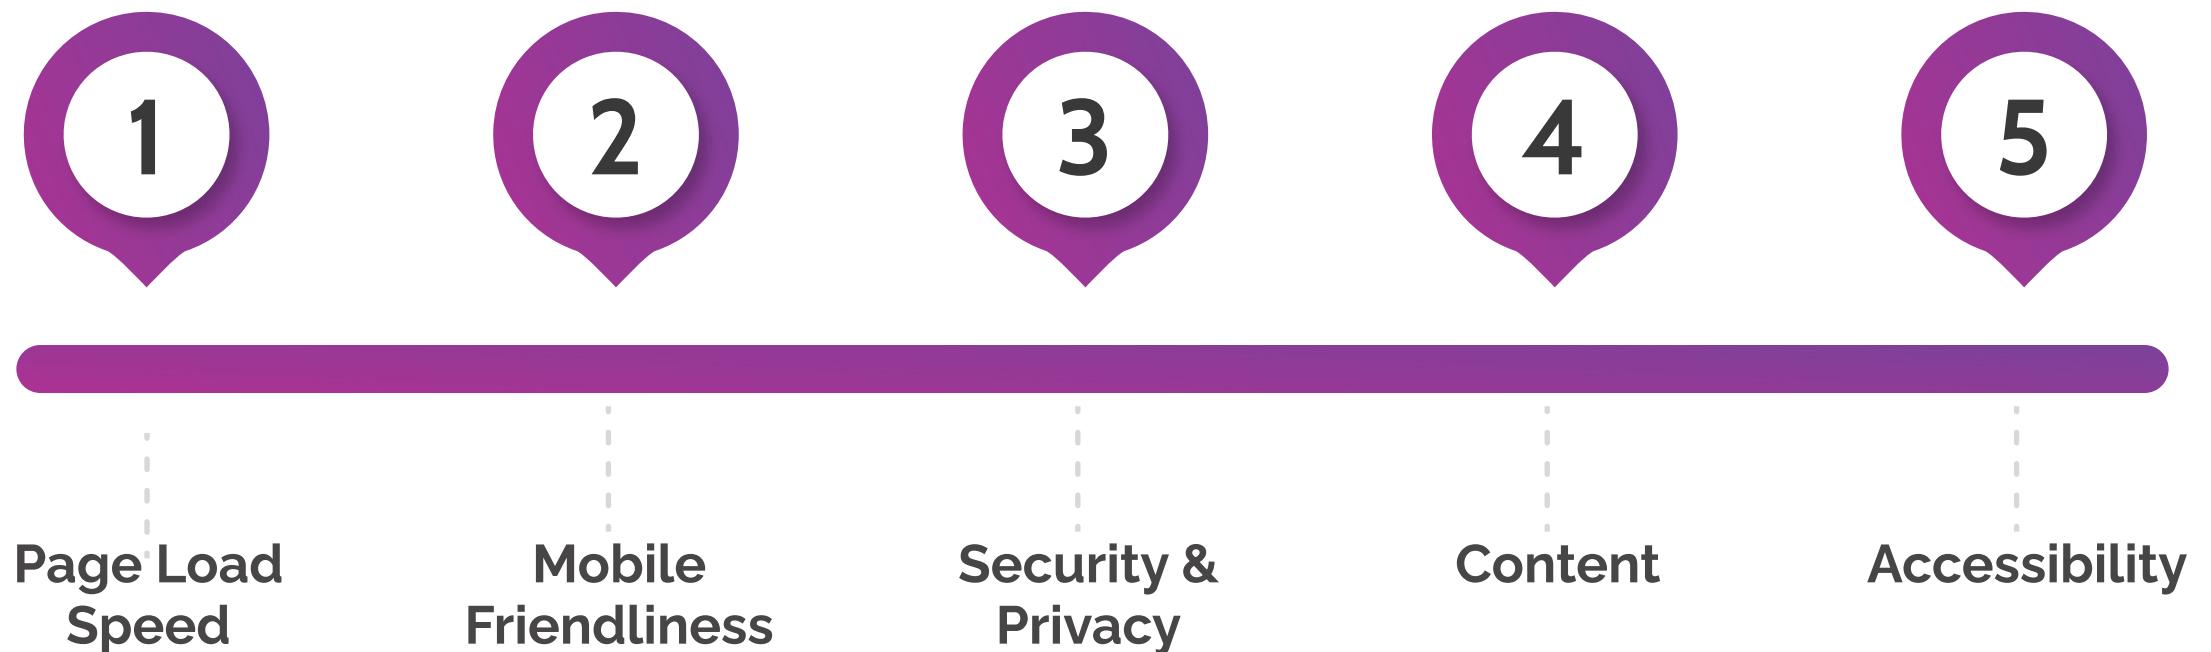 1
2
3
4
5
Page Load
Speed
Mobile
Friendliness
Security &
Privacy
Content
Accessibility